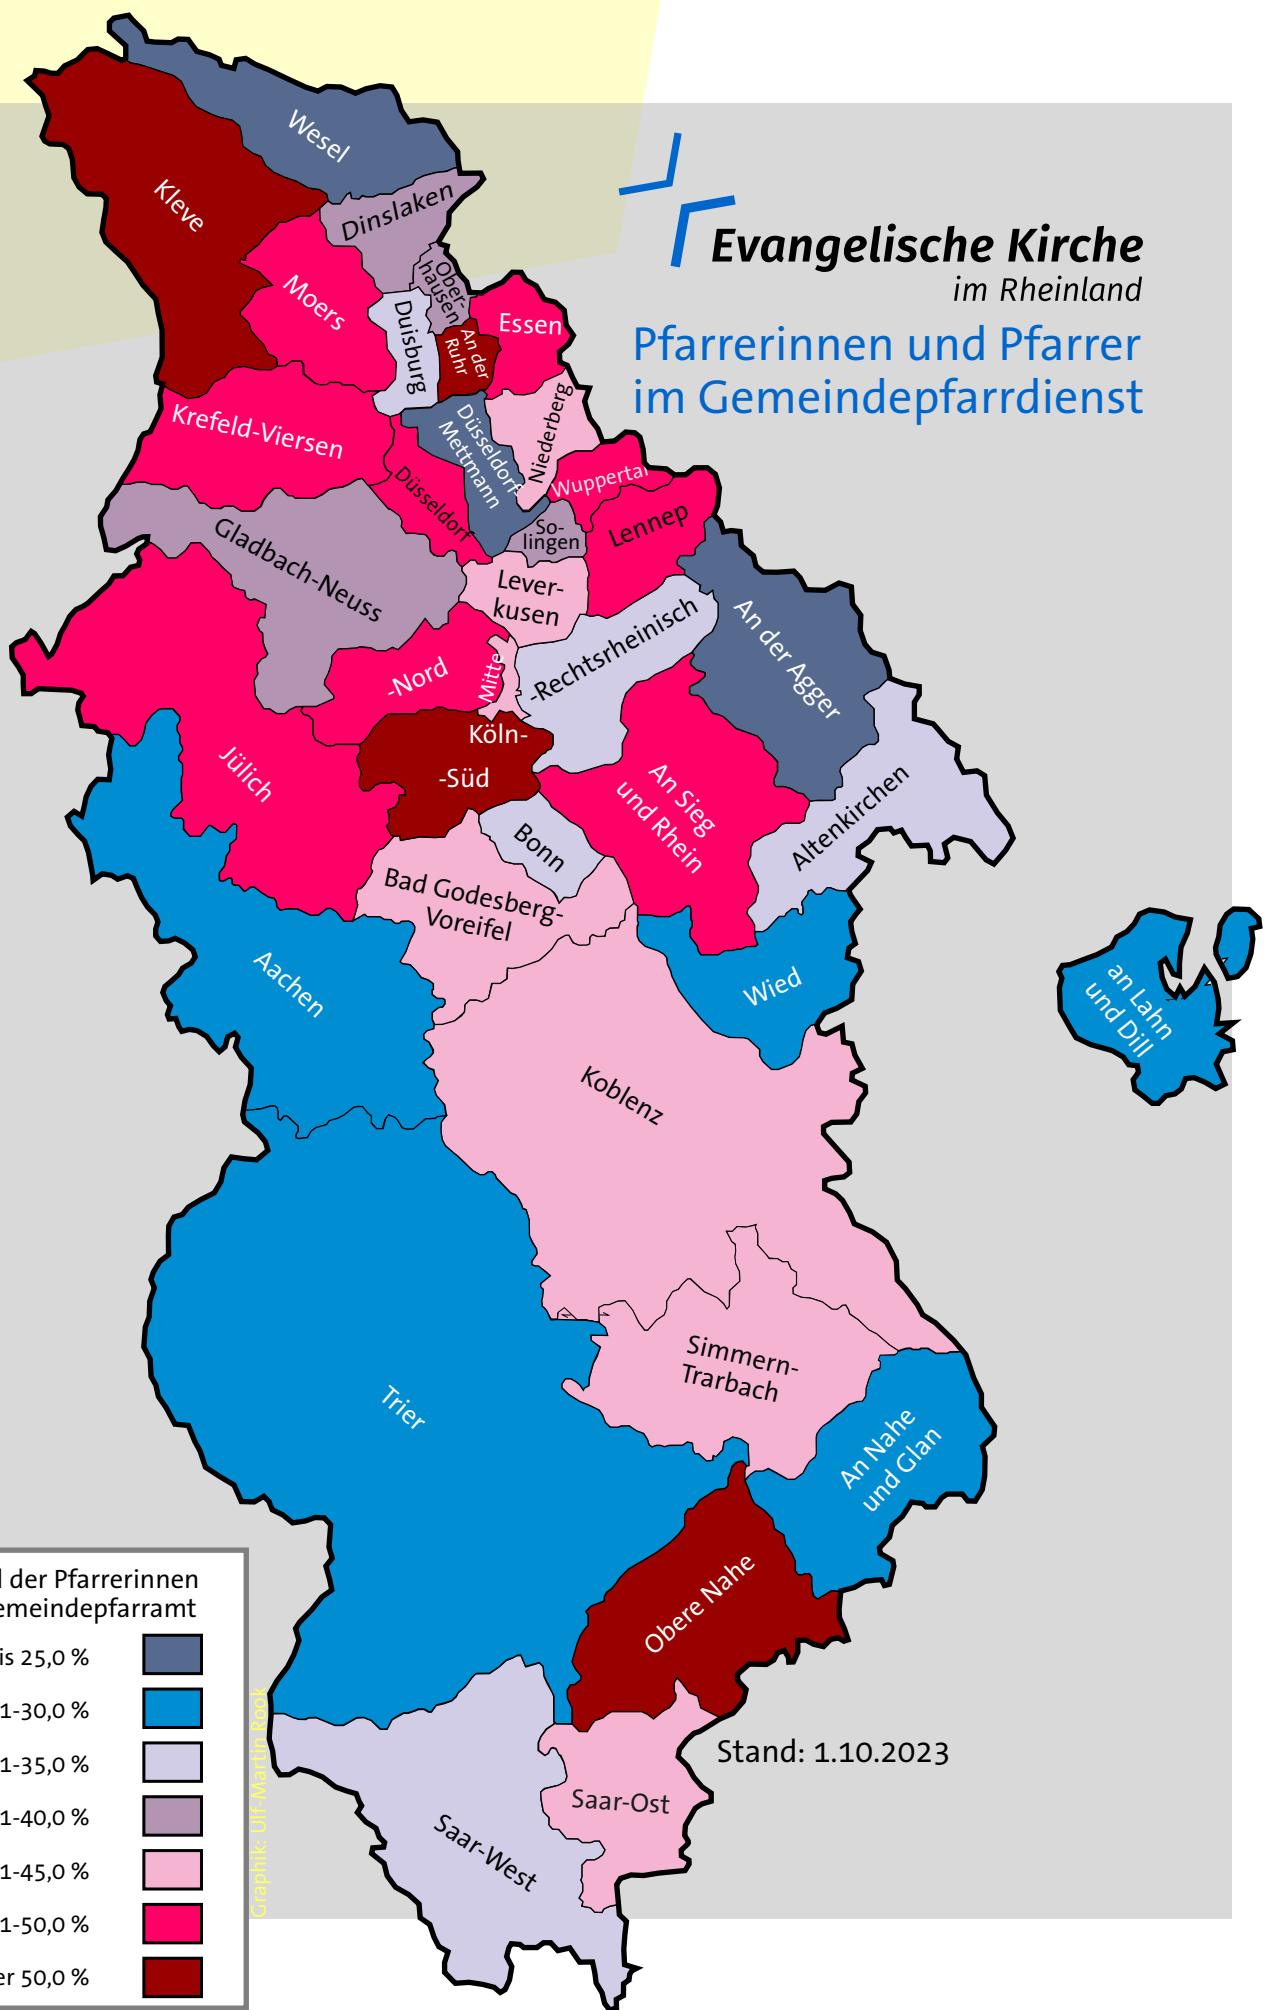 Wesel
Kleve
Dinslaken
Evangelische Kirche
im Rheinland
Pfarrerinnen und Pfarrer
im Gemeindepfarrdienst
Ober-
hausen
Moers
Duisburg
An der
Ruhr
Essen
Krefeld-Viersen
Düsseldorf-
Mettmann
Niederberg
Düsseldorf
Wuppertal
Lennep
So-
lingen
Gladbach-Neuss
Lever-
kusen
An der Agger
-Rechtsrheinisch
-Nord
Mitte
Köln-
-Süd
Jülich
An Sieg
und Rhein
Altenkirchen
Bonn
Bad Godesberg-
Voreifel
Aachen
Wied
an Lahn
und Dill
Koblenz
Simmern-
Trarbach
Trier
An Nahe
und Glan
Obere Nahe
Saar-Ost
Saar-West
Stand: 1.10.2023
der Pfarrerinnen
emeindepfarramt
is 25,0 %
1-30,0 %
1-35,0 %
1-40,0 %
1-45,0 %
1-50,0 %
er 50,0 %
Graphik: Ulf-Martin Rook